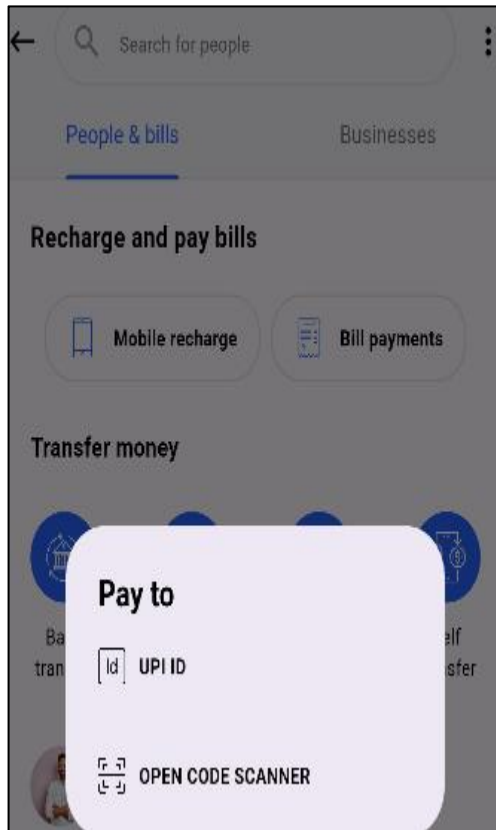 Search for people
People & bills
Businesses
Recharge and pay bills
Mobile recharge
Bill payments
Transfer money
Pay to
Id UPI ID
OPEN CODE SCANNER